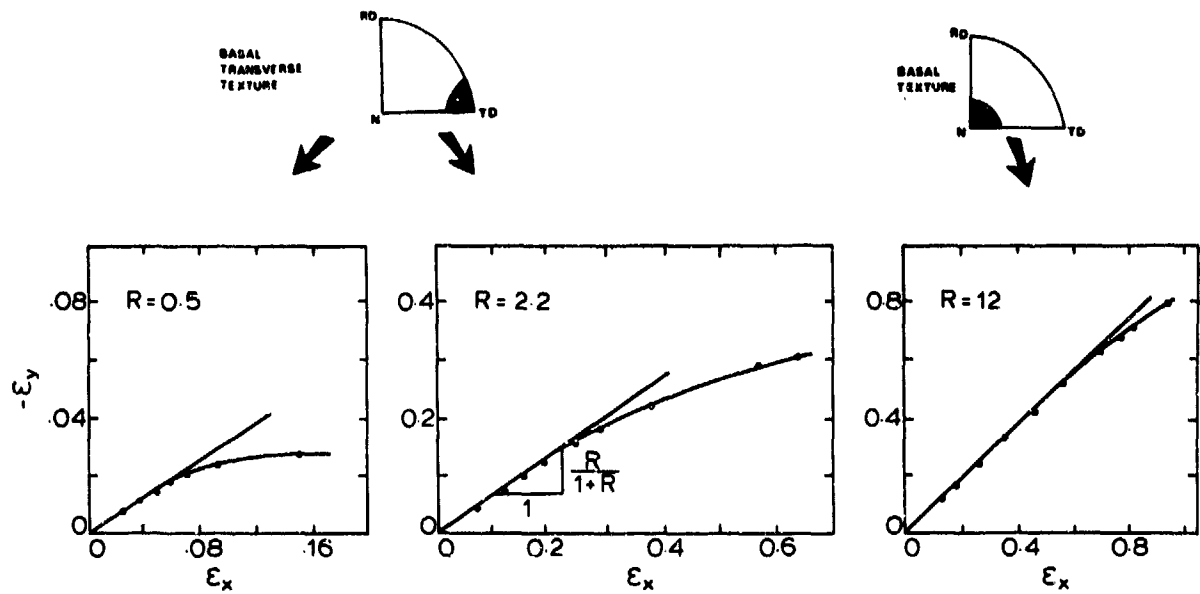 RD
BASAL
TRANSVERSE
TEXTURE
N
TD
RD
BASAL
TEXTURE
N
TD
-εy
.08
.04
0
R=0.5
0
.08
.16
εx
0.4
0.2
0
R=2.2
R
1+R
1
0
0.2
0.4
0.6
εx
0.8
0.4
0
R=12
0
0.4
0.8
εx